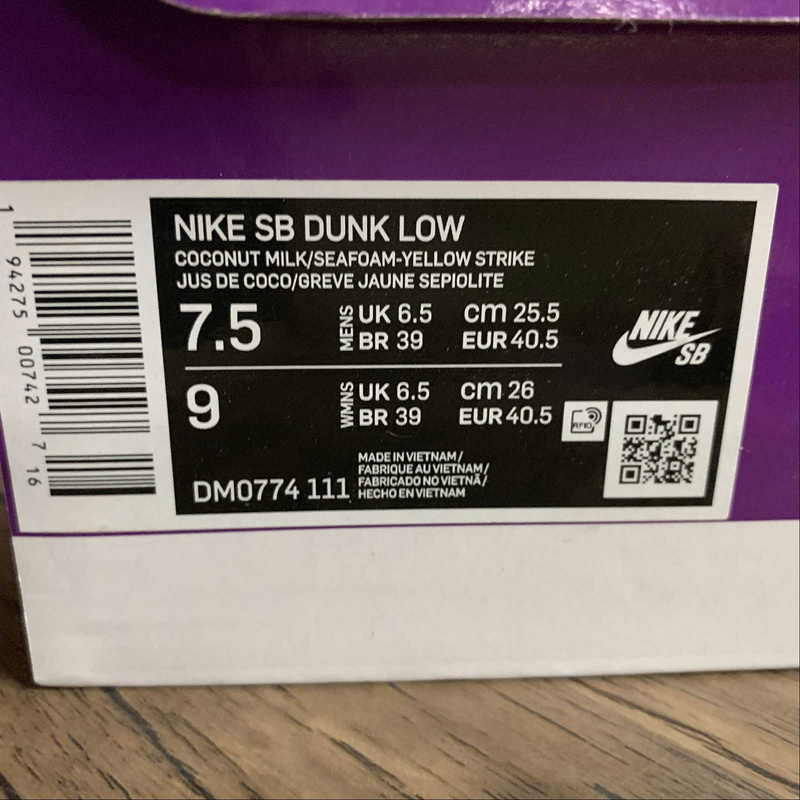 NIKE SB DUNK LOW
COCONUT MILK/SEAFOAM-YELLOW STRIKE
JUS DE COCO/GREVE JAUNE SEPIOLITE
7.5 MENS UK 6.5 cm 25.5
BR 39 EUR 40.5
NIKE
SB
9 WMNS UK 6.5 cm 26
BR 39 EUR 40.5
RFID
DM0774 111
MADE IN VIETNAM/
FABRIQUE AU VIETNAM/
FABRICADO NO VIETNÃ/
HECHO EN VIETNAM
1 94275 00742 7 16